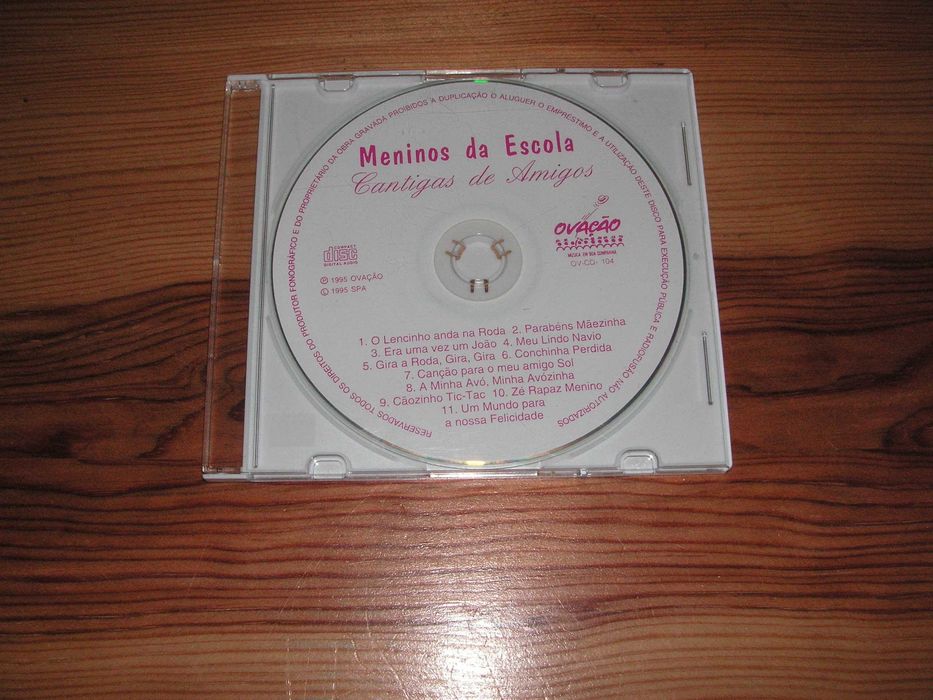 RESERVADOS TODOS OS DIREITOS DO PRODUTOR FONOGRÁFICO E DO PROPRIETÁRIO DA OBRA GRAVADA PROIBIDOS A DUPLICAÇÃO O ALUGUER O EMPRÉSTIMO E A UTILIZAÇÃO DESTE DISCO PARA EXECUÇÃO PÚBLICA E RADIOFUSÃO NÃO AUTORIZADOS
Meninos da Escola
Cantigas de Amigos
COMPACT
disc
DIGITAL AUDIO
℗ 1995 OVAÇÃO
© 1995 SPA
OVAÇÃO
MÚSICA EM BOA COMPANHIA
OV-CD- 104
1. O Lencinho anda na Roda 2. Parabéns Mãezinha
3. Era uma vez um João 4. Meu Lindo Navio
5. Gira a Roda, Gira, Gira 6. Conchinha Perdida
7. Canção para o meu amigo Sol
8. A Minha Avó, Minha Avózinha
9. Cãozinho Tic-Tac 10. Zé Rapaz Menino
11. Um Mundo para
a nossa Felicidade